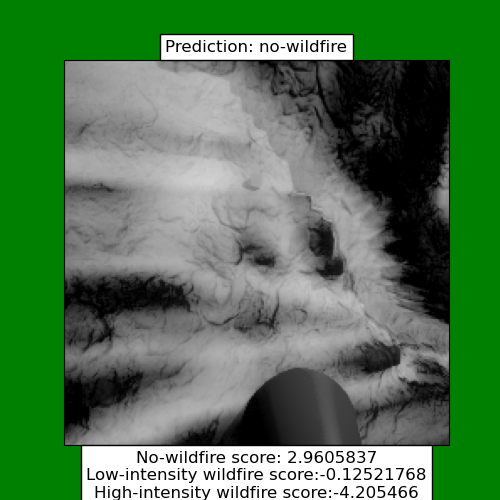 Prediction: no-wildfire
No-wildfire score: 2.9605837
Low-intensity wildfire score:-0.12521768
High-intensity wildfire score:-4.205466